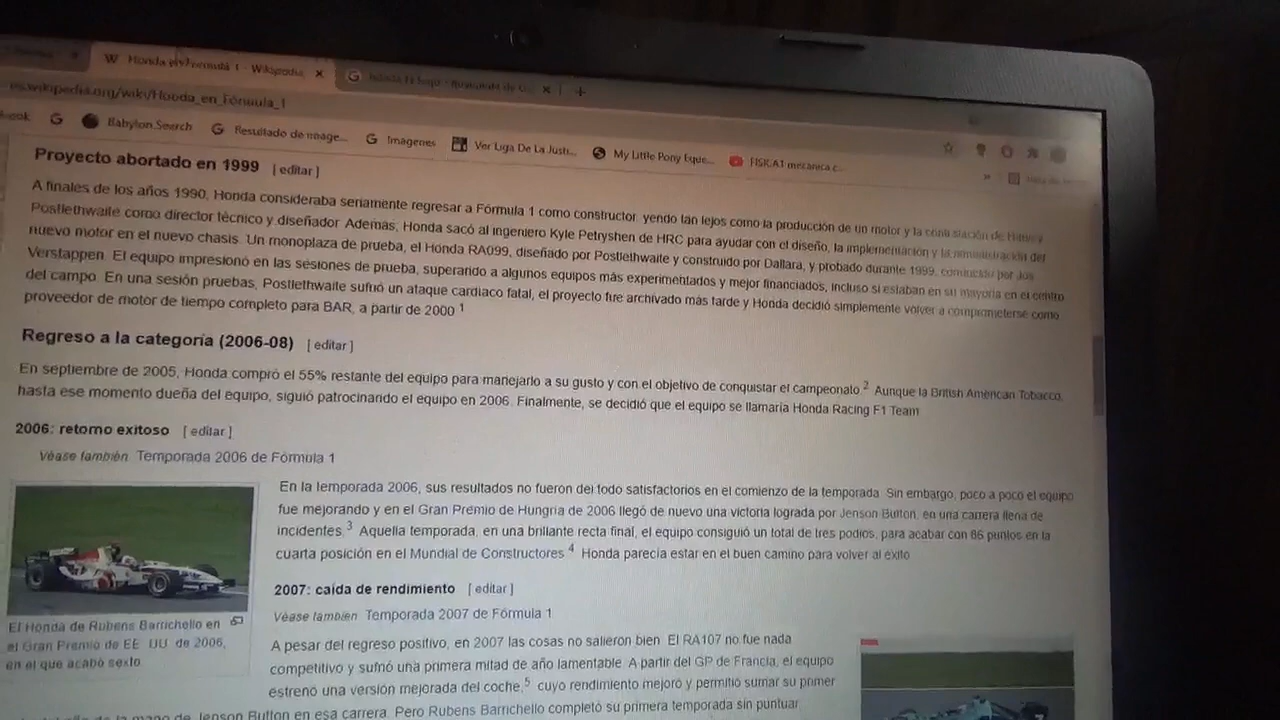 W Honda en Fórmula 1 - Wikipedia
es.wikipedia.org/wiki/Honda_en_Fórmula_1
Babylon Search
Resultado de image...
Imágenes
Ver Liga De La Justi...
My Little Pony Eque...
FISICA1 mecanica c...
Proyecto abortado en 1999 [ editar ]
A finales de los años 1990, Honda consideraba seriamente regresar a Fórmula 1 como constructor, yendo tan lejos como la producción de un motor y la contratación de Harvey
Postlethwaite como director técnico y diseñador. Además, Honda sacó al ingeniero Kyle Petryshen de HRC para ayudar con el diseño, la implementación y la administración del
nuevo motor en el nuevo chasis. Un monoplaza de prueba, el Honda RA099, diseñado por Postlethwaite y construido por Dallara, y probado durante 1999, conducido por Jos
Verstappen. El equipo impresionó en las sesiones de prueba, superando a algunos equipos más experimentados y mejor financiados, incluso si estaban en su mayoría en el centro
del campo. En una sesión pruebas, Postlethwaite sufrió un ataque cardíaco fatal, el proyecto fue archivado más tarde y Honda decidió simplemente volver a comprometerse como
proveedor de motor de tiempo completo para BAR, a partir de 2000.1
Regreso a la categoría (2006-08) [ editar ]
En septiembre de 2005, Honda compró el 55% restante del equipo para manejarlo a su gusto y con el objetivo de conquistar el campeonato.2 Aunque la British American Tobacco,
hasta ese momento dueña del equipo, siguió patrocinando el equipo en 2006. Finalmente, se decidió que el equipo se llamaría Honda Racing F1 Team
2006: retorno exitoso [ editar ]
Véase también Temporada 2006 de Fórmula 1
En la temporada 2006, sus resultados no fueron del todo satisfactorios en el comienzo de la temporada. Sin embargo, poco a poco el equipo
fue mejorando y en el Gran Premio de Hungría de 2006 llegó de nuevo una victoria lograda por Jenson Button, en una carrera llena de
incidentes.3 Aquella temporada, en una brillante recta final, el equipo consiguió un total de tres podios, para acabar con 86 puntos en la
cuarta posición en el Mundial de Constructores.4 Honda parecía estar en el buen camino para volver al éxito
El Honda de Rubens Barrichello en
el Gran Premio de EE. UU. de 2006,
en el que acabó sexto
2007: caída de rendimiento [ editar ]
Véase también Temporada 2007 de Fórmula 1
A pesar del regreso positivo, en 2007 las cosas no salieron bien. El RA107 no fue nada
competitivo y sufrió una primera mitad de año lamentable. A partir del GP de Francia, el equipo
estrenó una versión mejorada del coche,5 cuyo rendimiento mejoró y permitió sumar su primer
de la mano de Jenson Button en esa carrera. Pero Rubens Barrichello completó su primera temporada sin puntuar